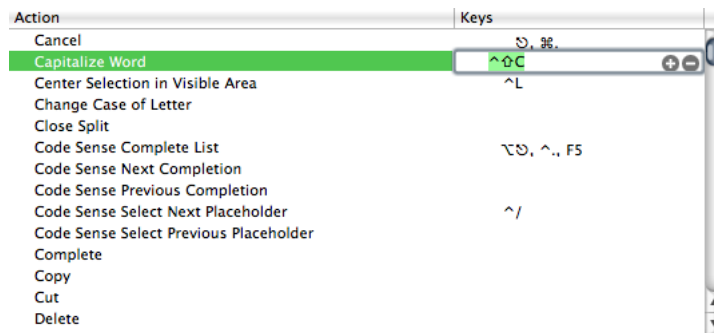 Action Keys
Cancel ⎋, ⌘.
Capitalize Word ^⇧C
Center Selection in Visible Area ^L
Change Case of Letter
Close Split
Code Sense Complete List ⌥⎋, ^., F5
Code Sense Next Completion
Code Sense Previous Completion
Code Sense Select Next Placeholder ^/
Code Sense Select Previous Placeholder
Complete
Copy
Cut
Delete